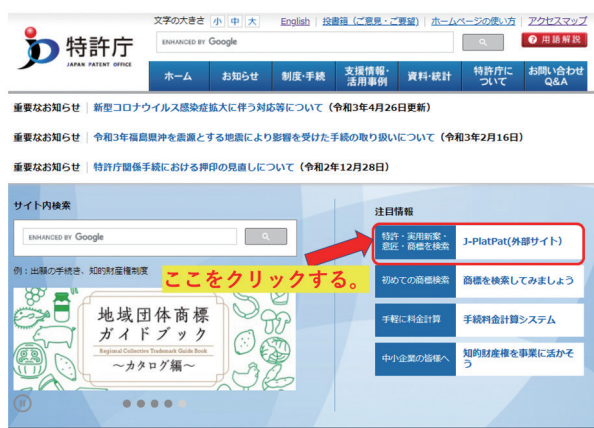 文字の大きさ 小 中 大 English 投書箱（ご意見・ご要望） ホームページの使い方 アクセスマップ
特許庁
JAPAN PATENT OFFICE
ENHANCED BY Google
? 用語解説
ホーム お知らせ 制度・手続 支援情報・活用事例 資料・統計 特許庁について お問い合わせ Q&A
重要なお知らせ 新型コロナウイルス感染症拡大に伴う対応等について（令和3年4月26日更新）
重要なお知らせ 令和3年福島県沖を震源とする地震により影響を受けた手続の取り扱いについて（令和3年2月16日）
重要なお知らせ 特許庁関係手続における押印の見直しについて（令和2年12月28日）
サイト内検索
ENHANCED BY Google
例：出願の手続き、知的財産権制度
ここをクリックする。
地域団体商標
ガイドブック
Regional Collective Trademark Guide Book
～カタログ編～
注目情報
特許・実用新案・
意匠・商標を検索
J-PlatPat(外部サイト)
初めての商標検索 商標を検索してみましょう
手軽に料金計算 手続料金計算システム
中小企業の皆様へ 知的財産権を事業に活かそ
う